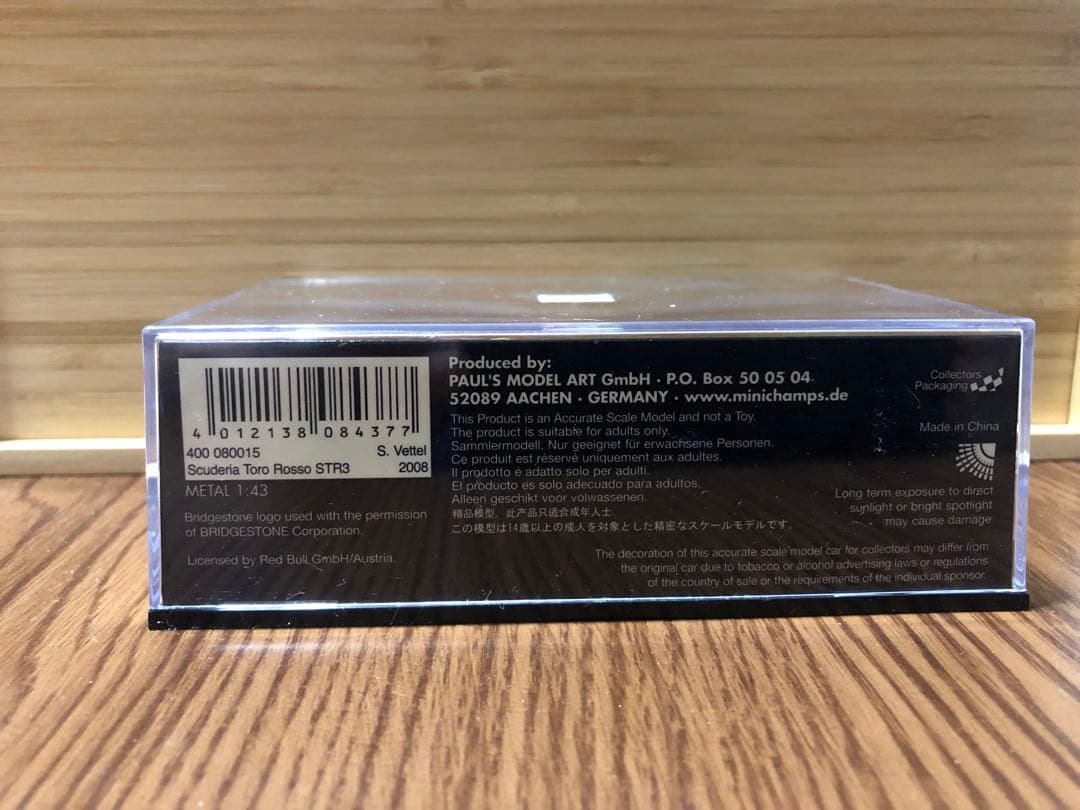 4 012138 084377
400 080015 S. Vettel
Scuderia Toro Rosso STR3 2008
METAL 1:43
Bridgestone logo used with the permission
of BRIDGESTONE Corporation.
Licensed by Red Bull GmbH/Austria.
Produced by:
PAUL'S MODEL ART GmbH · P.O. Box 50 05 04
52089 AACHEN · GERMANY · www.minichamps.de
This Product is an Accurate Scale Model and not a Toy.
The product is suitable for adults only.
Sammlermodell. Nur geeignet für erwachsene Personen.
Ce produit est réservé uniquement aux adultes.
Il prodotto é adatto solo per adulti.
El producto es solo adecuado para adultos.
Alleen geschikt voor volwassenen.
精品模型，此产品只适合成年人士
この模型は14歳以上の成人を対象とした精密なスケールモデルです。
Collectors
Packaging
Made in China
Long term exposure to direct
sunlight or bright spotlight
may cause damage
The decoration of this accurate scale model car for collectors may differ from
the original car due to tobacco or alcohol advertising laws or regulations
of the country of sale or the requirements of the individual sponsor.